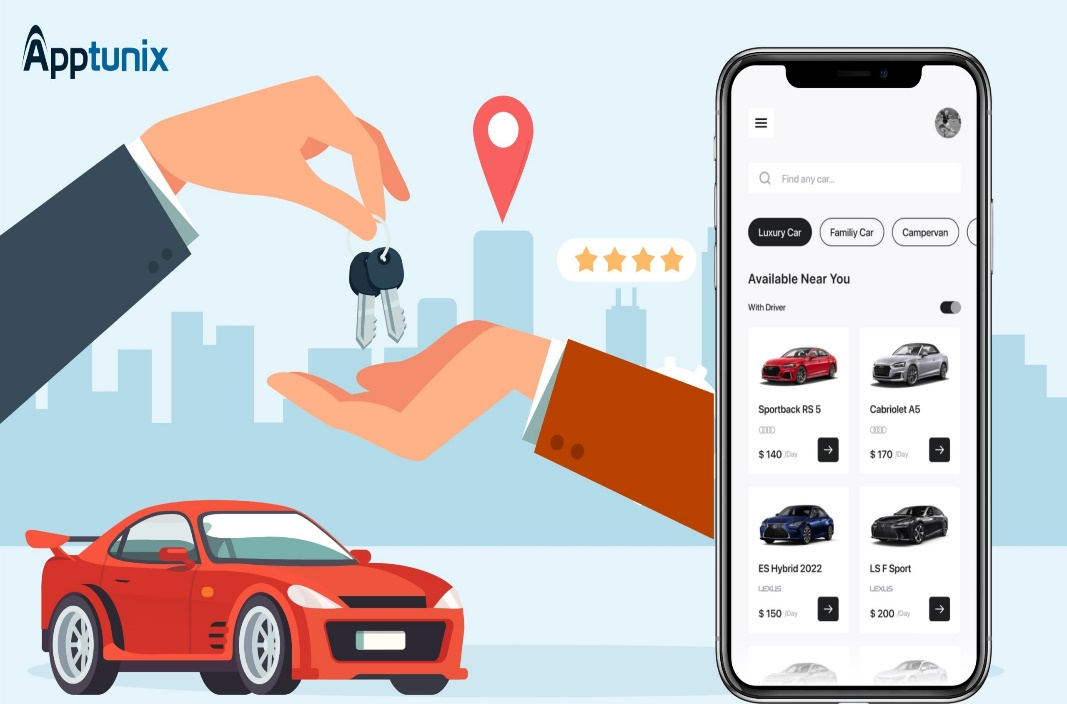 Apptunix
Find any car...
Luxury Car
Familiy Car
Campervan
Available Near You
With Driver
Sportback RS 5
$ 140 /Day
Cabriolet A5
$ 170 /Day
ES Hybrid 2022
LEXUS
$ 150 /Day
LS F Sport
LEXUS
$ 200 /Day